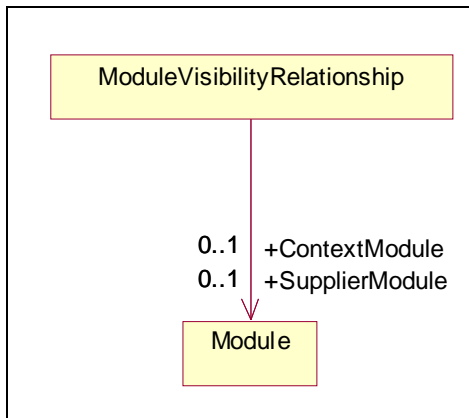 ModuleVisibilityRelationship
0..1 +ContextModule
0..1 +SupplierModule
Module